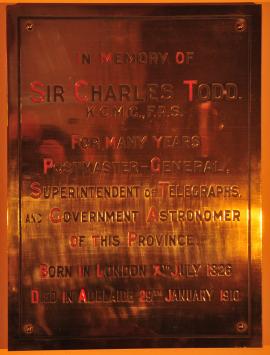 IN MEMORY OF
SIR CHARLES TODD.
K.C.M.G., F.R.S.
FOR MANY YEARS
POSTMASTER-GENERAL,
SUPERINTENDENT OF TELEGRAPHS,
AND GOVERNMENT ASTRONOMER
OF THIS PROVINCE.
BORN IN LONDON 7TH JULY 1826
DIED IN ADELAIDE 29TH JANUARY 1910